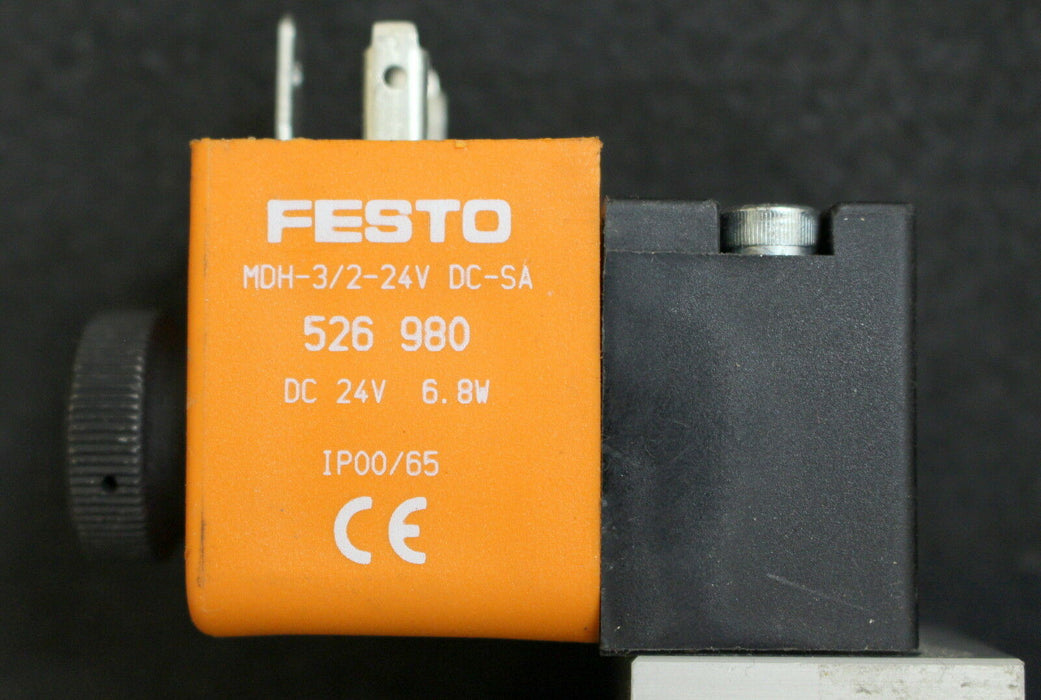 FESTO
MDH-3/2-24V DC-SA
526 980
DC 24V 6.8W
IP00/65
CE